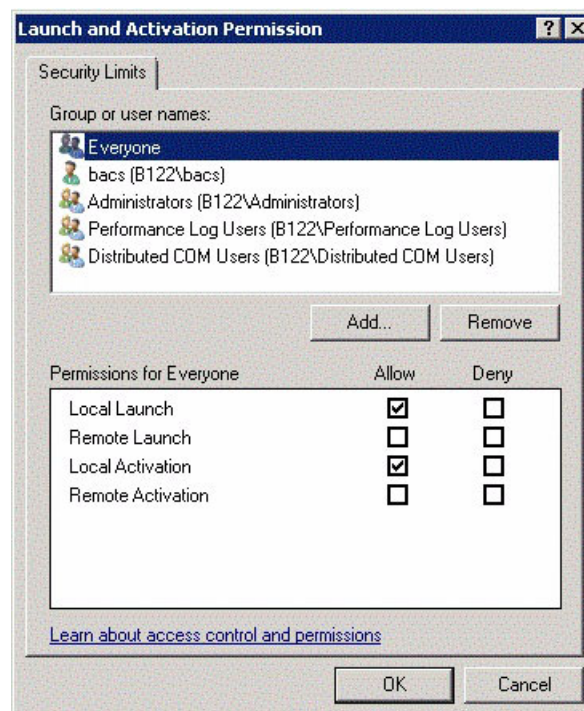 Launch and Activation Permission
Security Limits
Group or user names:
Everyone
bacs (B122\bacs)
Administrators (B122\Administrators)
Performance Log Users (B122\Performance Log Users)
Distributed COM Users (B122\Distributed COM Users)
Add... Remove
Permissions for Everyone Allow Deny
Local Launch
Remote Launch
Local Activation
Remote Activation
Learn about access control and permissions
OK Cancel